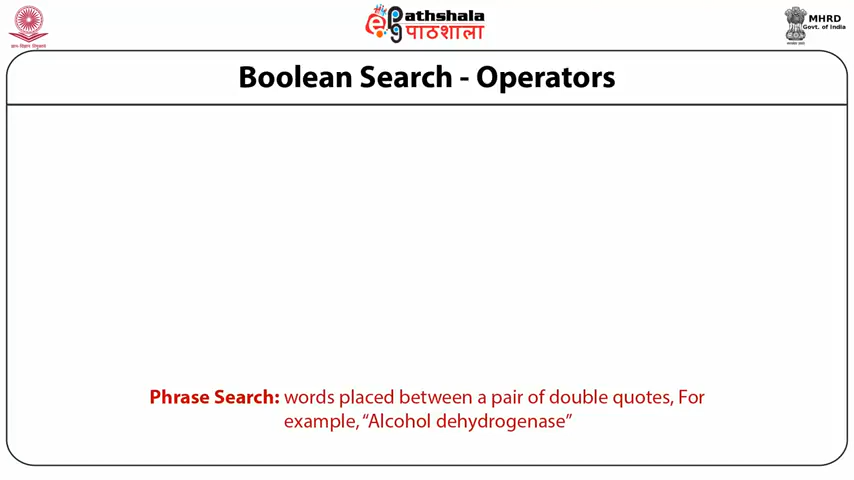 ePathshala
पाठशाला
MHRD
Govt. of India
Boolean Search - Operators
Phrase Search: words placed between a pair of double quotes, For
example, “Alcohol dehydrogenase”